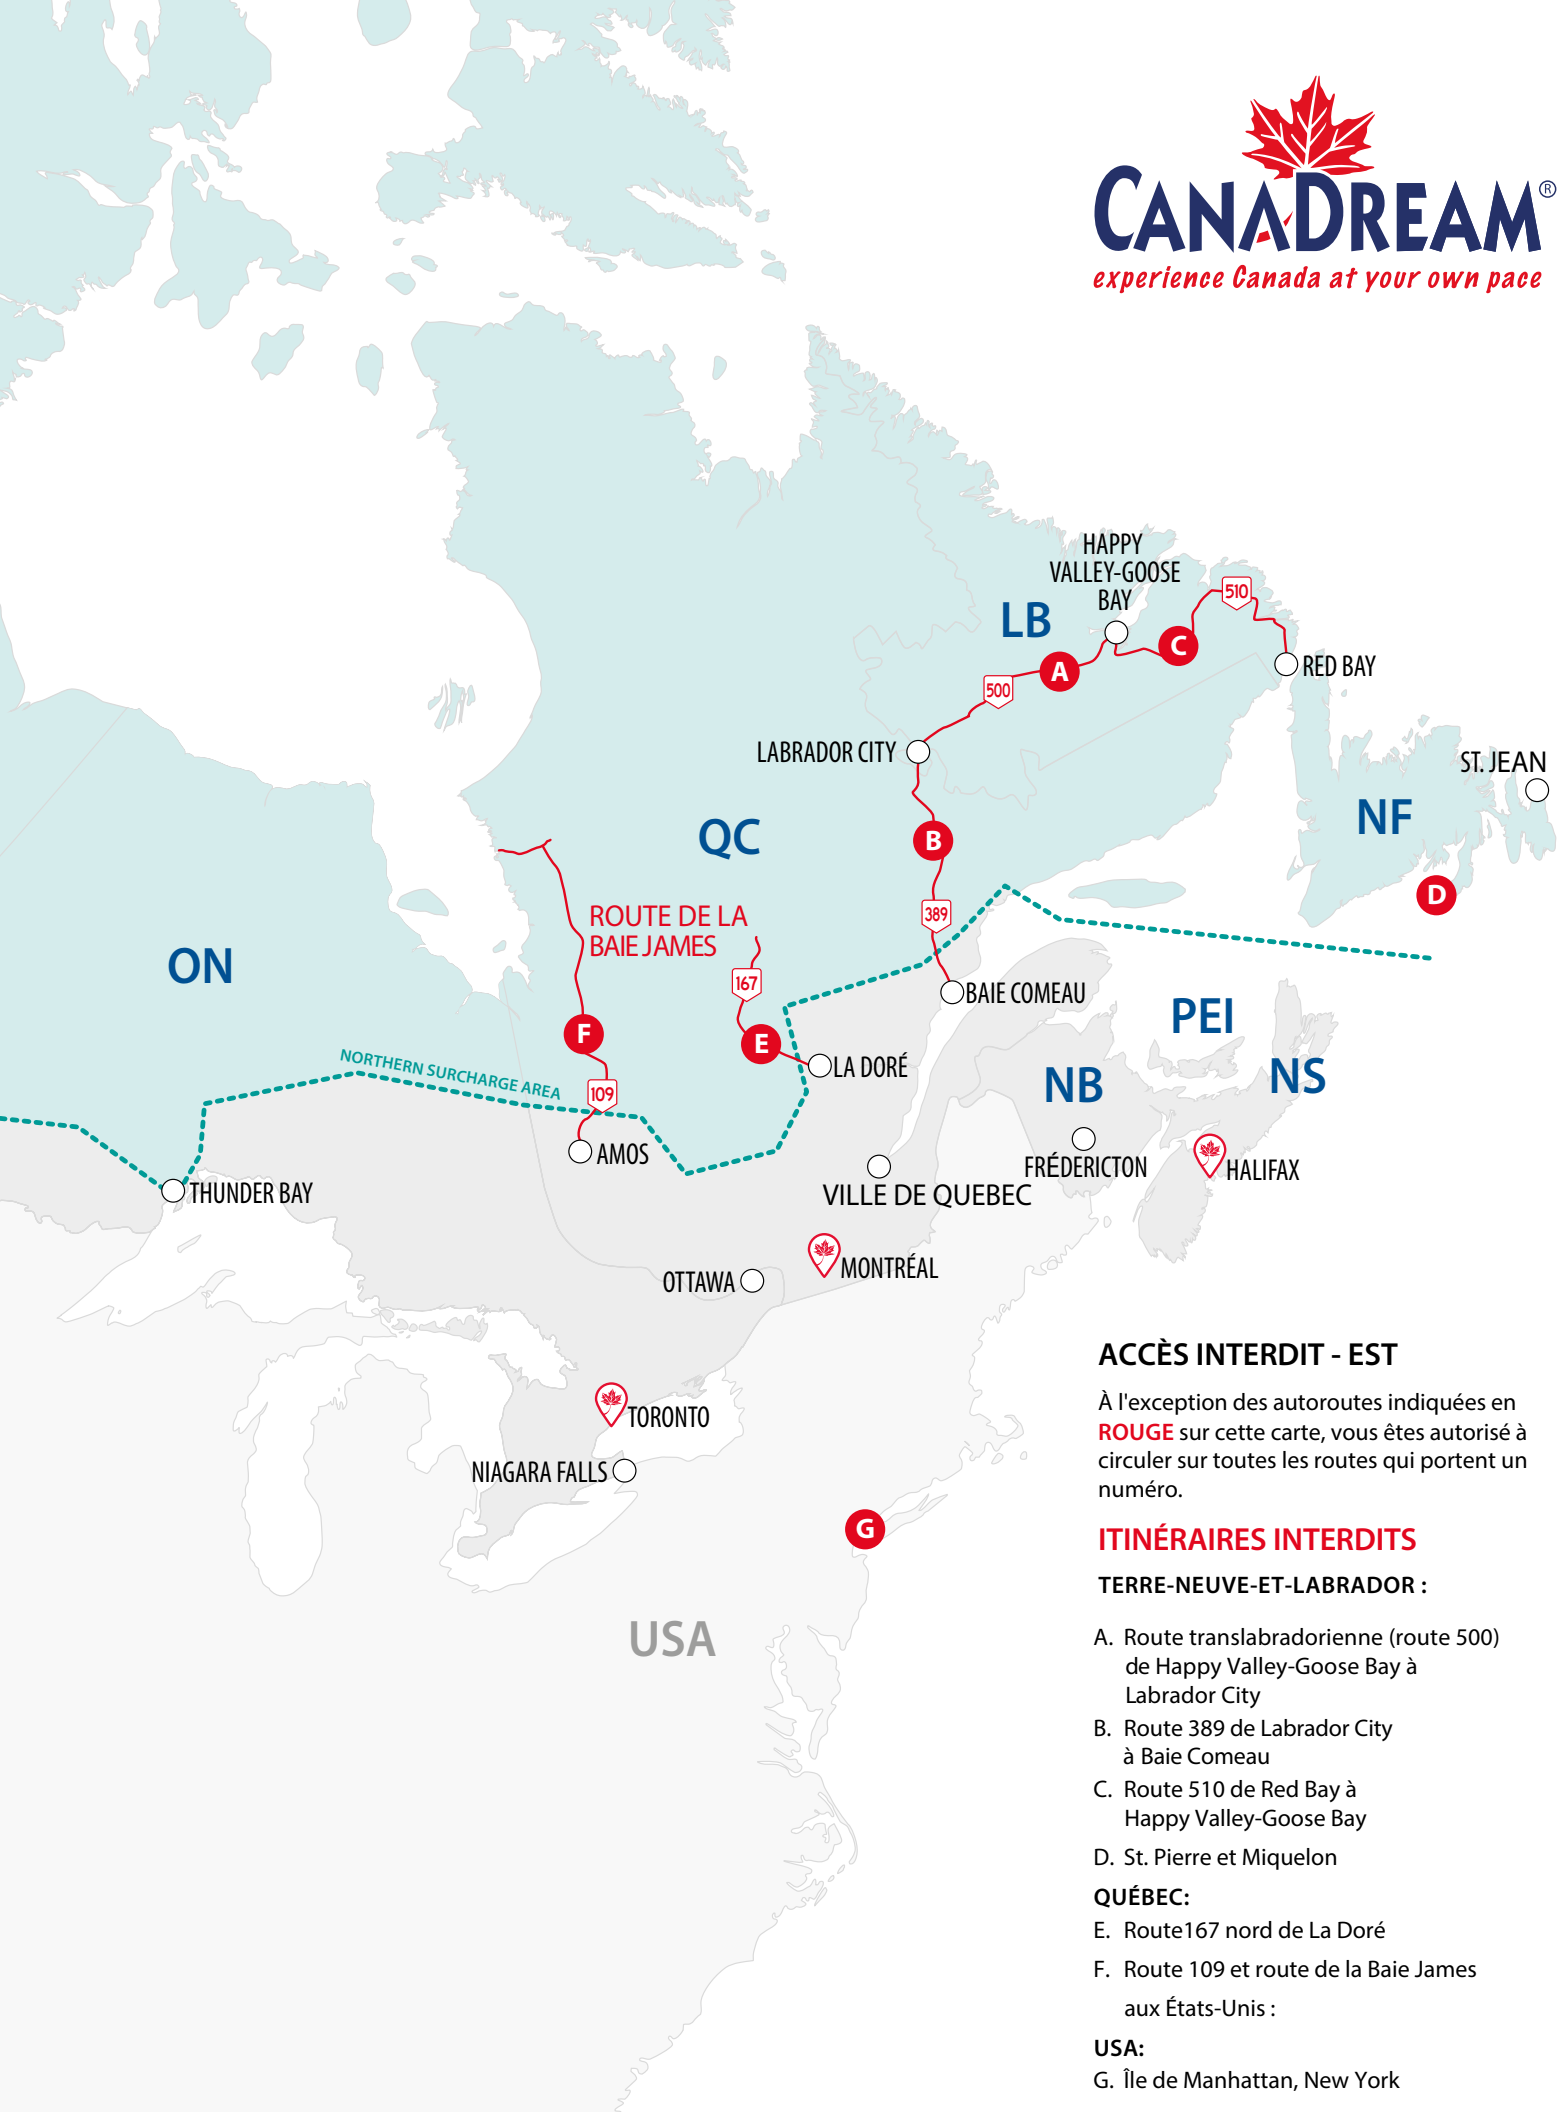 CANADREAM®
experience Canada at your own pace
HAPPY
VALLEY-GOOSE
BAY
LB
510
C
A
RED BAY
500
LABRADOR CITY
ST. JEAN
NF
QC
B
D
389
ROUTE DE LA
BAIE JAMES
ON
167
BAIE COMEAU
PEI
F
E
NORTHERN SURCHARGE AREA
LA DORÉ
NB
NS
109
AMOS
FRÉDERICTON
HALIFAX
THUNDER BAY
VILLE DE QUEBEC
MONTRÉAL
OTTAWA
TORONTO
NIAGARA FALLS
G
USA
ACCÈS INTERDIT - EST
À l'exception des autoroutes indiquées en
ROUGE sur cette carte, vous êtes autorisé à
circuler sur toutes les routes qui portent un
numéro.
ITINÉRAIRES INTERDITS
TERRE-NEUVE-ET-LABRADOR :
A. Route translabradorienne (route 500)
de Happy Valley-Goose Bay à
Labrador City
B. Route 389 de Labrador City
à Baie Comeau
C. Route 510 de Red Bay à
Happy Valley-Goose Bay
D. St. Pierre et Miquelon
QUÉBEC:
E. Route167 nord de La Doré
F. Route 109 et route de la Baie James
aux États-Unis :
USA:
G. Île de Manhattan, New York